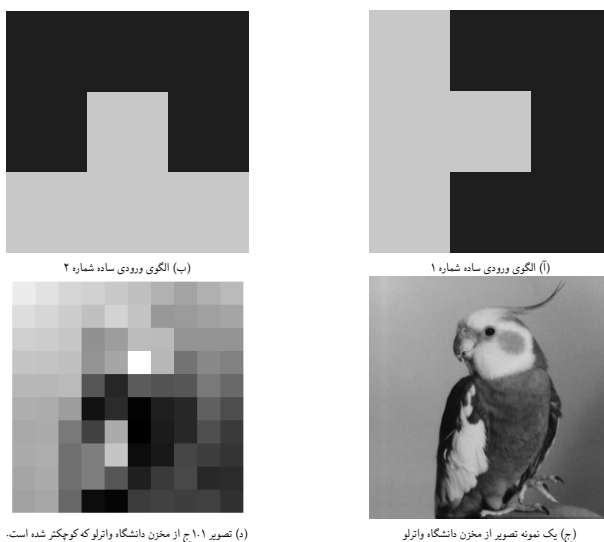 (آ) الگوی ورودی ساده شماره ۱
(ب) الگوی ورودی ساده شماره ۲
(ج) یک نمونه تصویر از مخزن دانشگاه واترلو
(د) تصویر ۱.۱ج از مخزن دانشگاه واترلو که کوچکتر شده است.